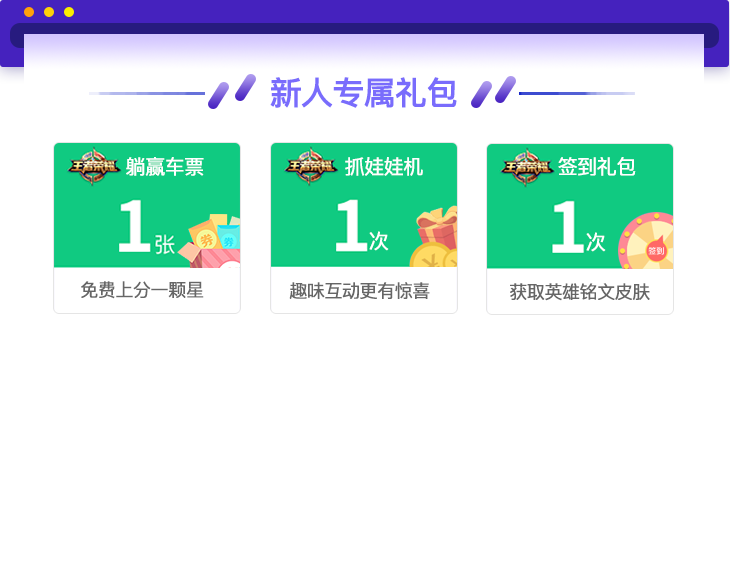 新人专属礼包
王者荣耀 躺赢车票
1张
券 券
免费上分一颗星
王者荣耀 抓娃娃机
1次
趣味互动更有惊喜
王者荣耀 签到礼包
1次
签到
获取英雄铭文皮肤